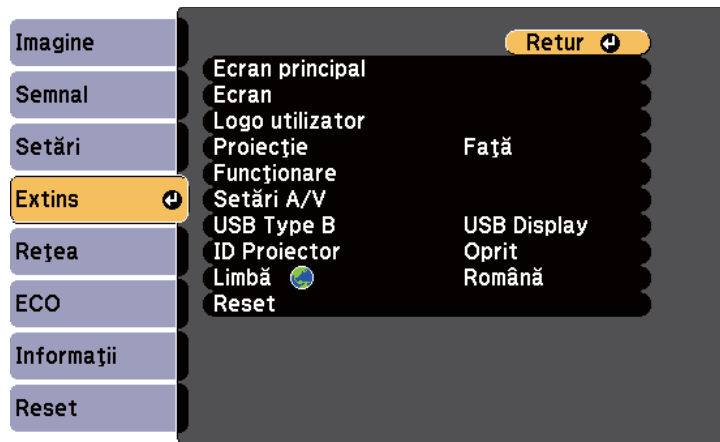 Imagine
Semnal
Setări
Extins
Reţea
ECO
Informaţii
Reset
Retur
Ecran principal
Ecran
Logo utilizator
Proiecţie Faţă
Funcţionare
Setări A/V
USB Type B USB Display
ID Proiector Oprit
Limbă Română
Reset